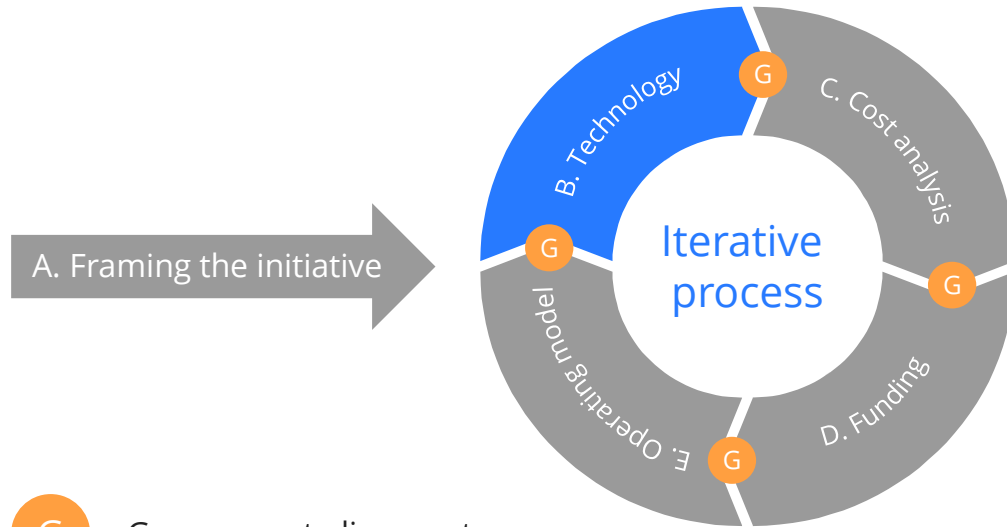 A. Framing the initiative
B. Technology
G
C. Cost analysis
G
Iterative
process
G
D. Funding
G
E. Operating model
G